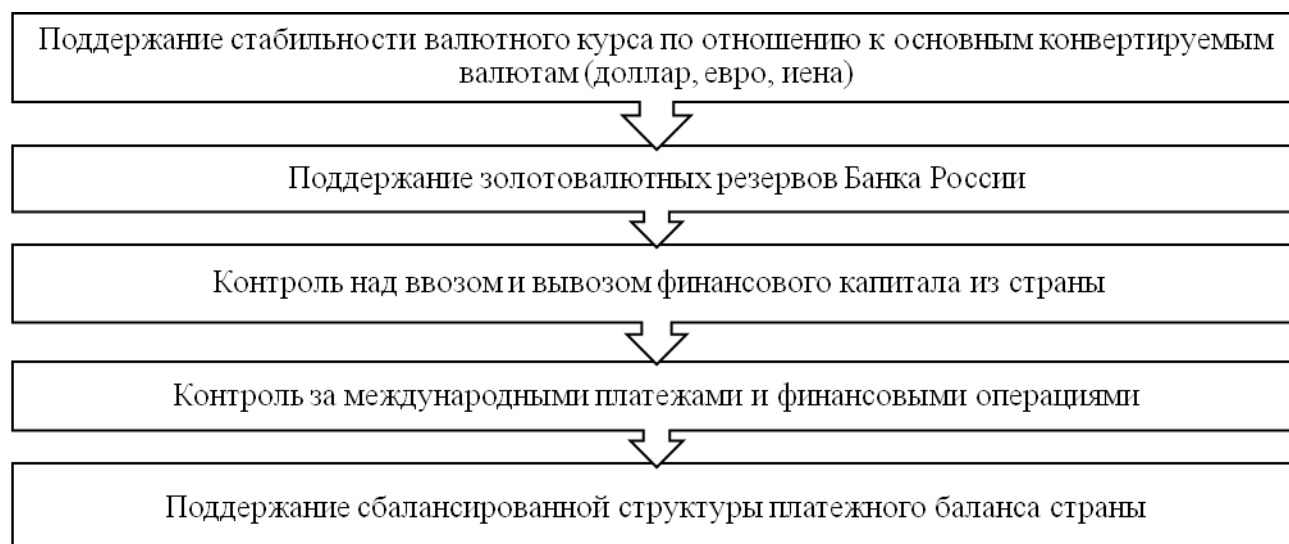 Поддержание стабильности валютного курса по отношению к основным конвертируемым
валютам (доллар, евро, иена)
Поддержание золотовалютных резервов Банка России
Контроль над ввозом и вывозом финансового капитала из страны
Контроль за международными платежами и финансовыми операциями
Поддержание сбалансированной структуры платежного баланса страны